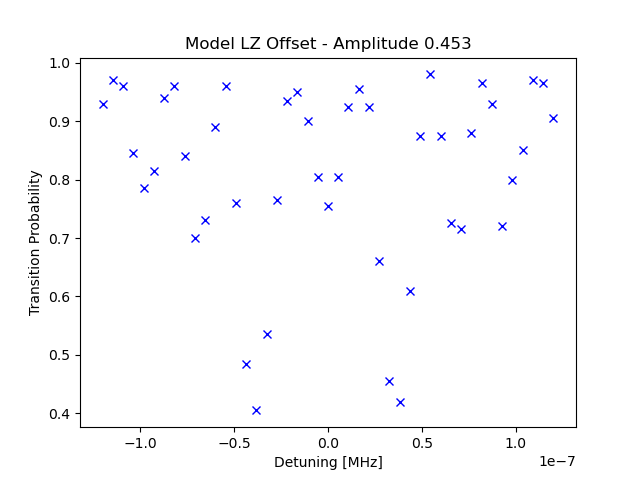 Model LZ Offset - Amplitude 0.453
1.0
0.9
0.8
0.7
0.6
0.5
0.4
Transition Probability
−1.0 −0.5 0.0 0.5 1.0
1e−7
Detuning [MHz]